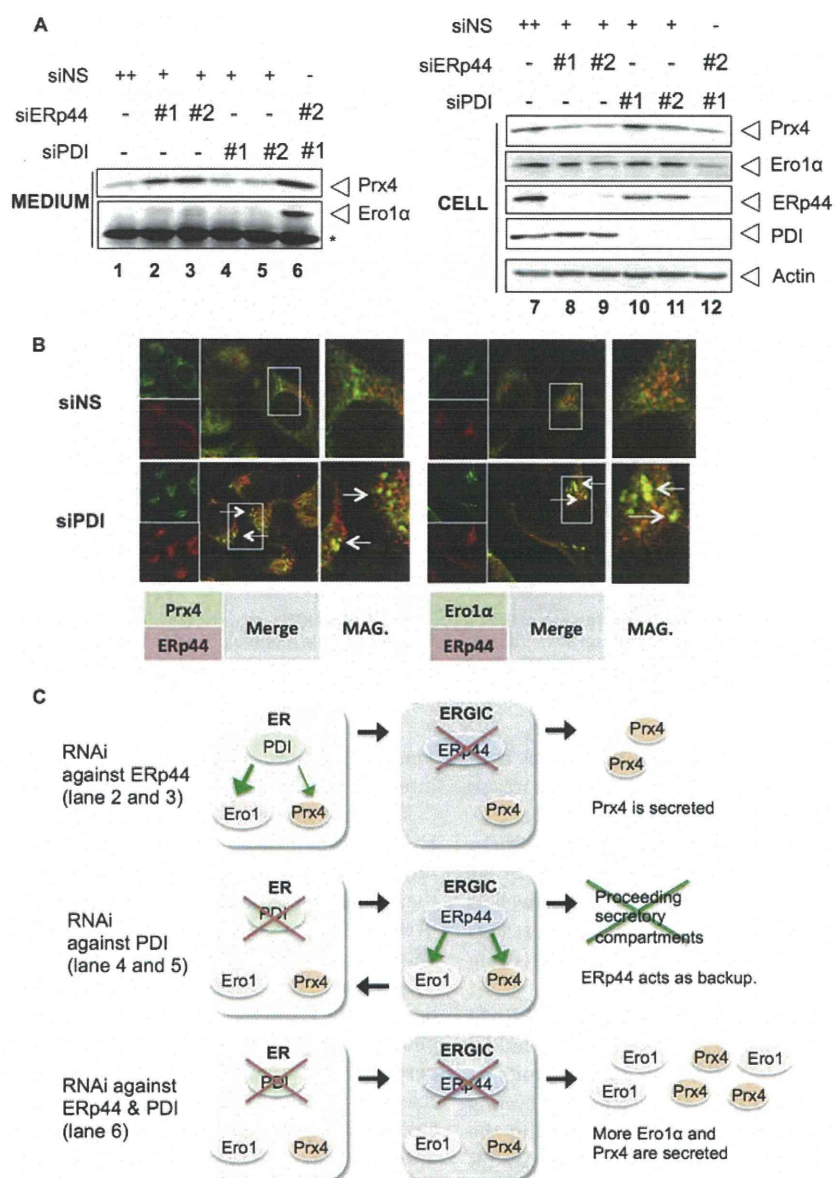 A
siNS ++ + + + + -
siERp44 - #1 #2 - - #2
siPDI - - - #1 #2 #1
MEDIUM
Prx4
Ero1α
*
1 2 3 4 5 6
siNS ++ + + + + -
siERp44 - #1 #2 - - #2
siPDI - - - #1 #2 #1
CELL
Prx4
Ero1α
ERp44
PDI
Actin
7 8 9 10 11 12
B
siNS
siPDI
Prx4
ERp44
Merge
MAG.
Ero1α
ERp44
Merge
MAG.
C
RNAi
against ERp44
(lane 2 and 3)
ER
PDI
Ero1 Prx4
ERGIC
ERp44
Prx4
Prx4
Prx4
Prx4 is secreted
RNAi
against PDI
(lane 4 and 5)
ER
PDI
Ero1 Prx4
ERGIC
ERp44
Ero1 Prx4
Proceeding
secretory
compartments
ERp44 acts as backup.
RNAi against
ERp44 & PDI
(lane 6)
ER
PDI
Ero1 Prx4
ERGIC
ERp44
Ero1 Prx4
Ero1 Prx4 Ero1
Ero1 Prx4 Prx4
More Ero1α and
Prx4 are secreted